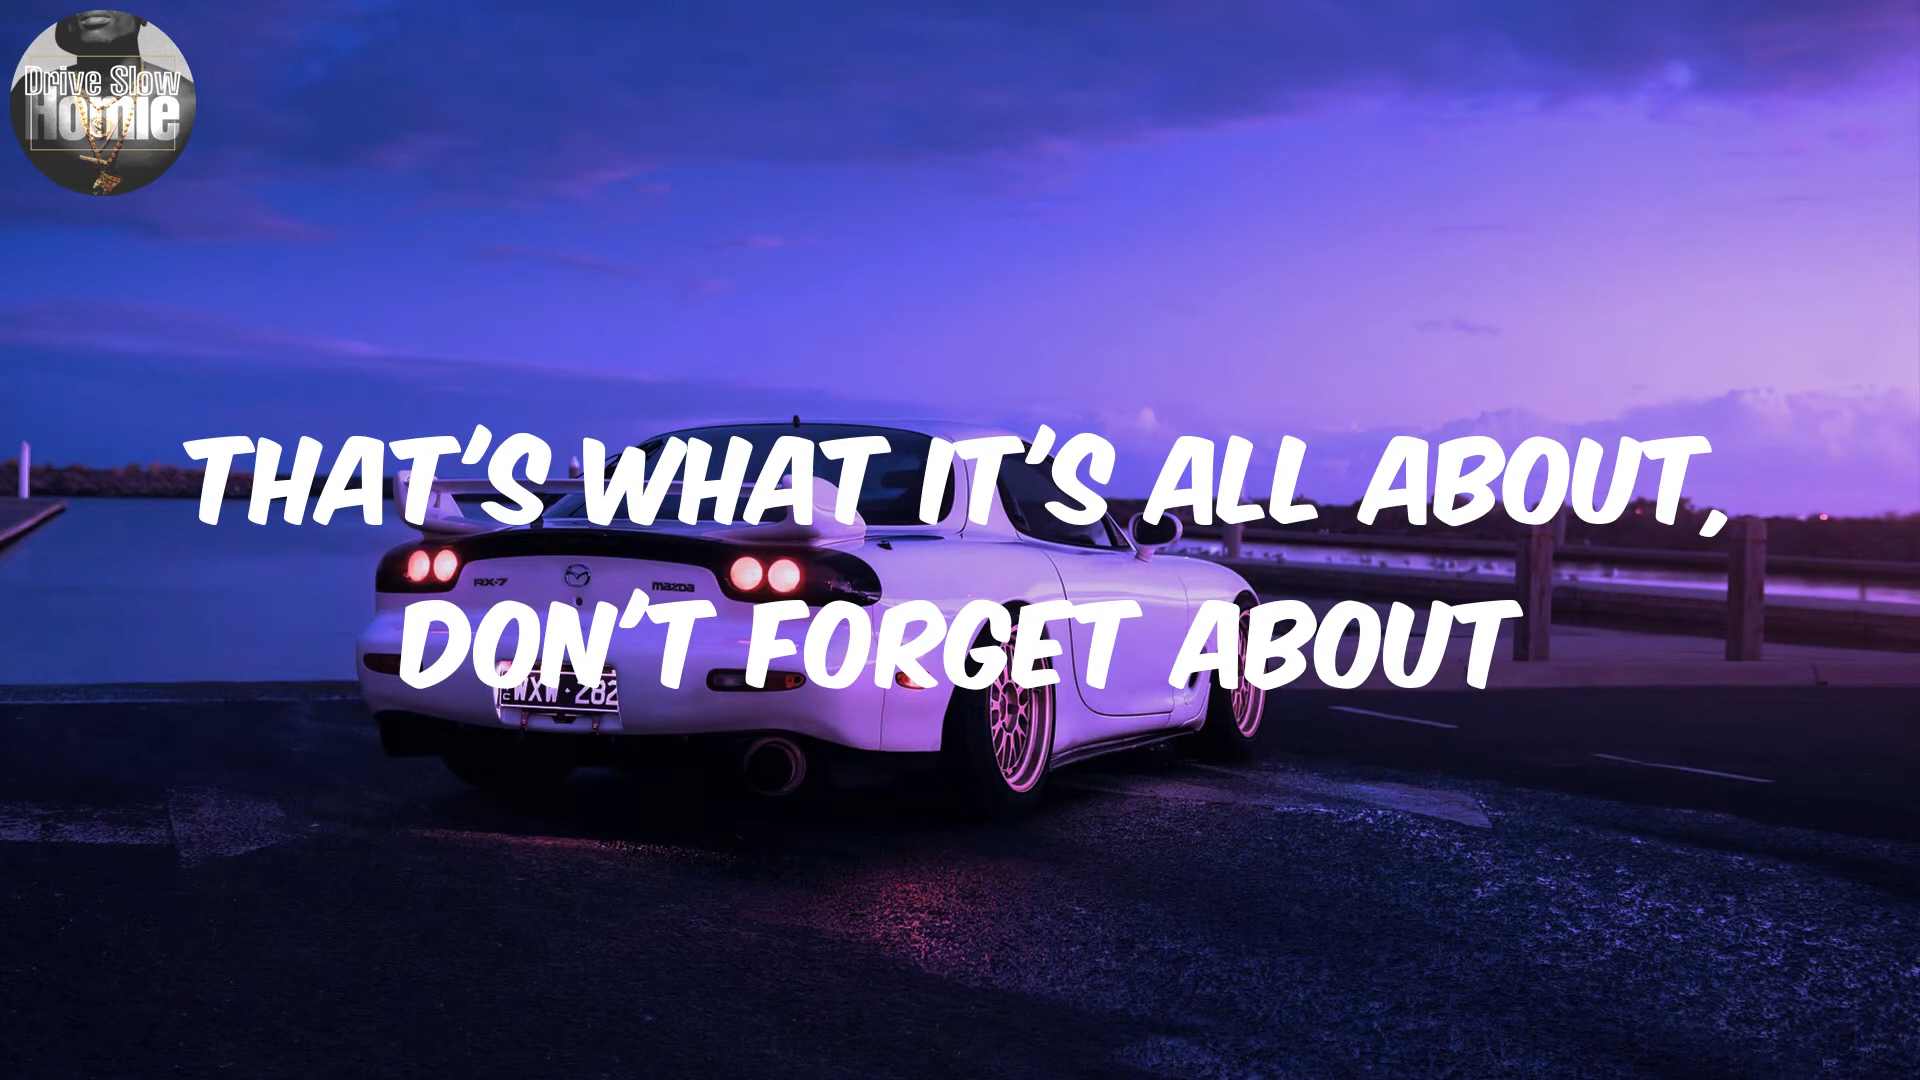 Drive Slow
Homie
THAT'S WHAT IT'S ALL ABOUT,
DON'T FORGET ABOUT
RX-7
mazda
WXW·282